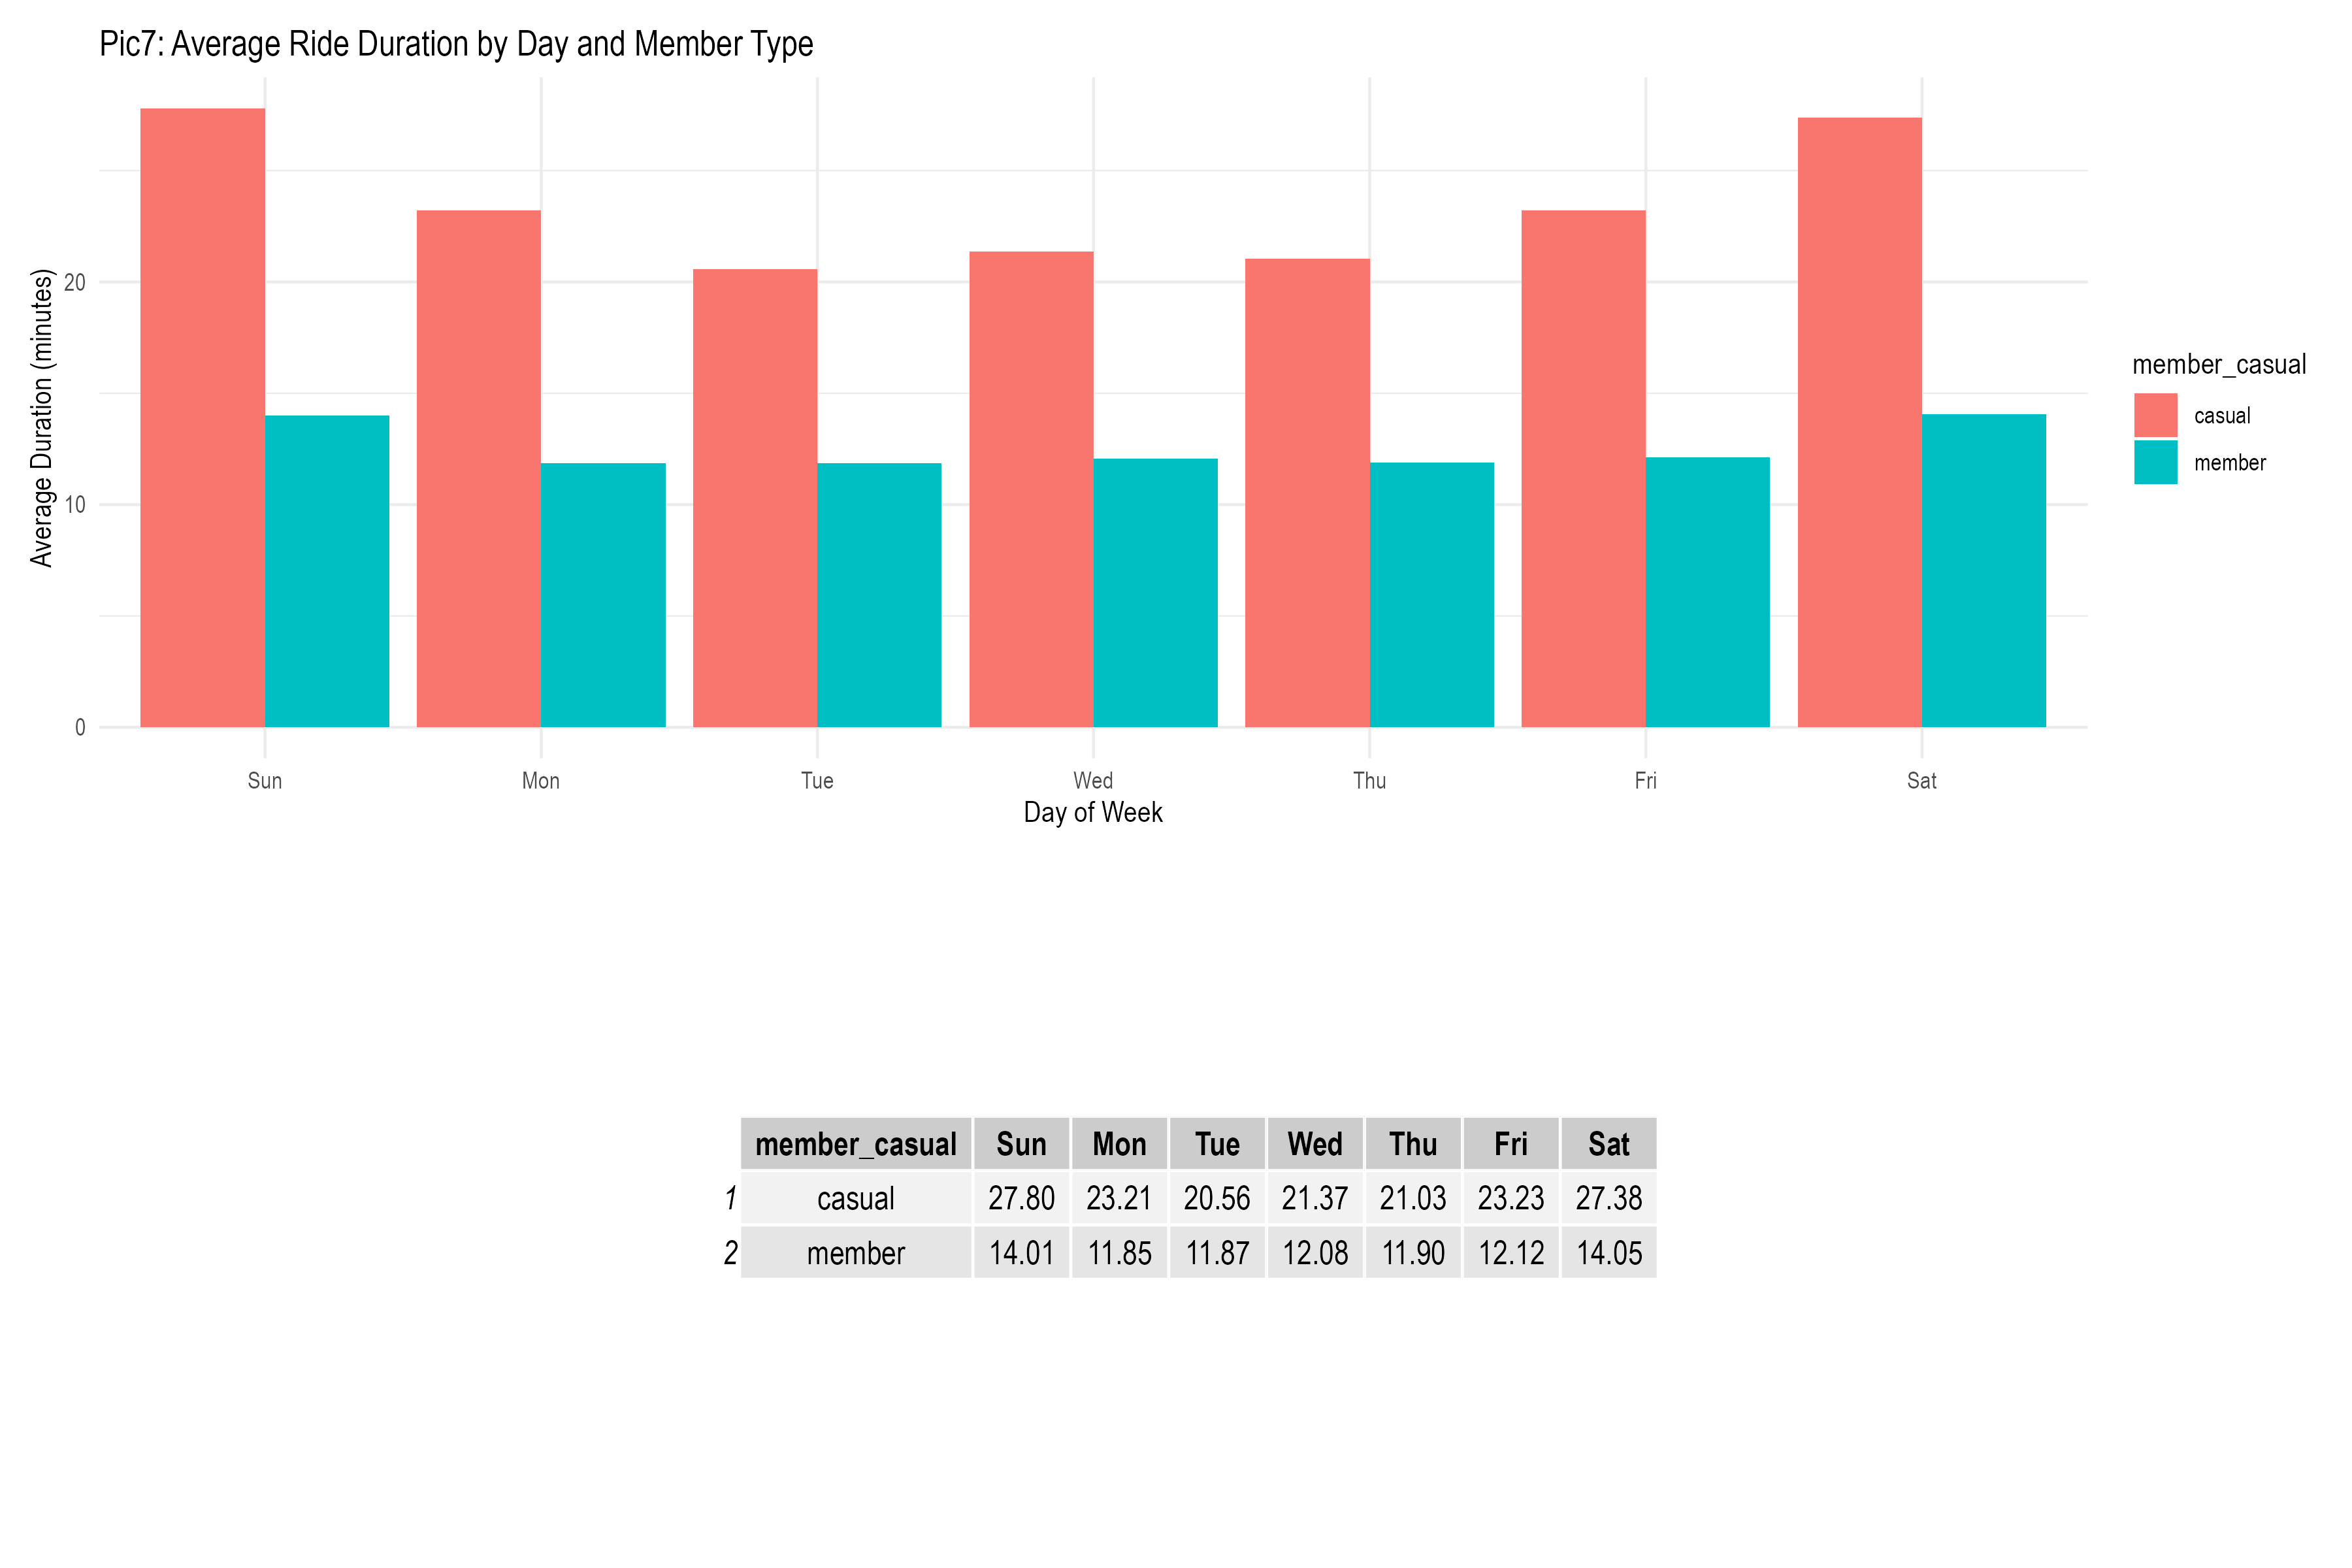 Pic7: Average Ride Duration by Day and Member Type
Average Duration (minutes)
20
10
0
Sun Mon Tue Wed Thu Fri Sat
Day of Week
member_casual
casual
member
member_casual Sun Mon Tue Wed Thu Fri Sat
1 casual 27.80 23.21 20.56 21.37 21.03 23.23 27.38
2 member 14.01 11.85 11.87 12.08 11.90 12.12 14.05